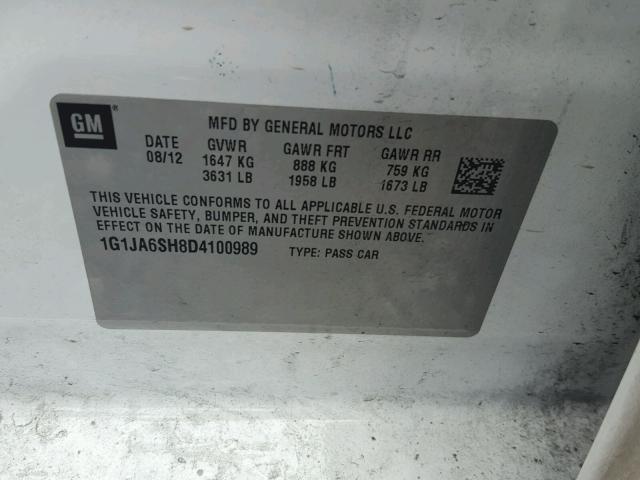 GM ®
MFD BY GENERAL MOTORS LLC
DATE GVWR GAWR FRT GAWR RR
08/12 1647 KG 888 KG 759 KG
3631 LB 1958 LB 1673 LB
THIS VEHICLE CONFORMS TO ALL APPLICABLE U.S. FEDERAL MOTOR
VEHICLE SAFETY, BUMPER, AND THEFT PREVENTION STANDARDS IN
EFFECT ON THE DATE OF MANUFACTURE SHOWN ABOVE.
1G1JA6SH8D4100989 TYPE: PASS CAR